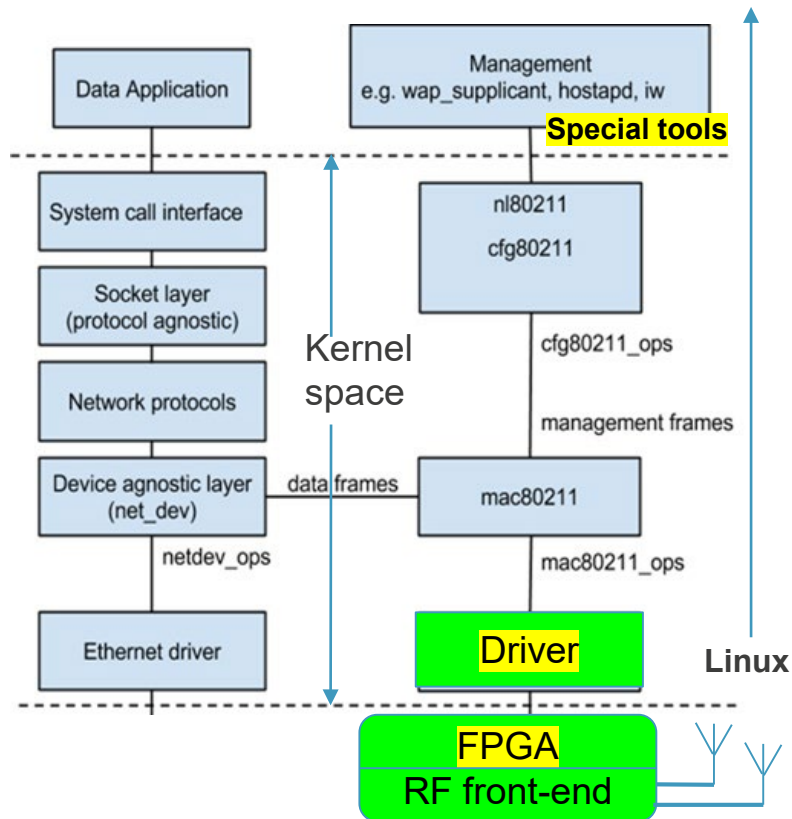 Data Application
Management
e.g. wap_supplicant, hostapd, iw
Special tools
System call interface
nl80211
cfg80211
Socket layer
(protocol agnostic)
Kernel
space
cfg80211_ops
Network protocols
management frames
Device agnostic layer
(net_dev)
data frames
mac80211
netdev_ops
mac80211_ops
Ethernet driver
Driver
Linux
FPGA
RF front-end